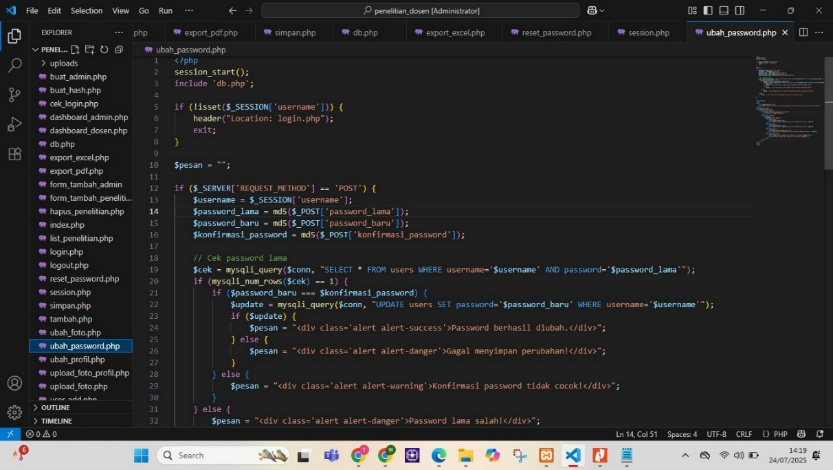 File Edit Selection View Go Run ··· penelitian_dosen [Administrator]
EXPLORER ···
.php export_pdf.php simpan.php db.php export_excel.php reset_password.php session.php ubah_password.php
PENEL...
uploads
buat_admin.php
buat_hash.php
cek_login.php
dashboard_admin.php
dashboard_dosen.php
db.php
export_excel.php
export_pdf.php
form_tambah_admin
form_tambah_peneliti...
hapus_penelitian.php
index.php
list_penelitian.php
login.php
logout.php
reset_password.php
session.php
simpan.php
tambah.php
ubah_foto.php
ubah_password.php
ubah_profil.php
upload_foto_profil.php
upload_foto.php
user_add.php
OUTLINE
TIMELINE
ubah_password.php
1 <?php
2 session_start();
3 include 'db.php';
4
5 if (!isset($_SESSION['username'])) {
6 header("Location: login.php");
7 exit;
8 }
9
10 $pesan = "";
11
12 if ($_SERVER['REQUEST_METHOD'] == 'POST') {
13 $username = $_SESSION['username'];
14 $password_lama = md5($_POST['password_lama']);
15 $password_baru = md5($_POST['password_baru']);
16 $konfirmasi_password = md5($_POST['konfirmasi_password']);
17
18 // Cek password lama
19 $cek = mysqli_query($conn, "SELECT * FROM users WHERE username='$username' AND password='$password_lama'");
20 if (mysqli_num_rows($cek) == 1) {
21 if ($password_baru === $konfirmasi_password) {
22 $update = mysqli_query($conn, "UPDATE users SET password='$password_baru' WHERE username='$username'");
23 if ($update) {
24 $pesan = "<div class='alert alert-success'>Password berhasil diubah.</div>";
25 } else {
26 $pesan = "<div class='alert alert-danger'>Gagal menyimpan perubahan!</div>";
27 }
28 } else {
29 $pesan = "<div class='alert alert-warning'>Konfirmasi password tidak cocok!</div>";
30 }
31 } else {
32 $pesan = "<div class='alert alert-danger'>Password lama salah!</div>";
0 0 Ln 14, Col 51 Spaces: 4 UTF-8 CRLF {} PHP
Search
14:19
24/07/2025